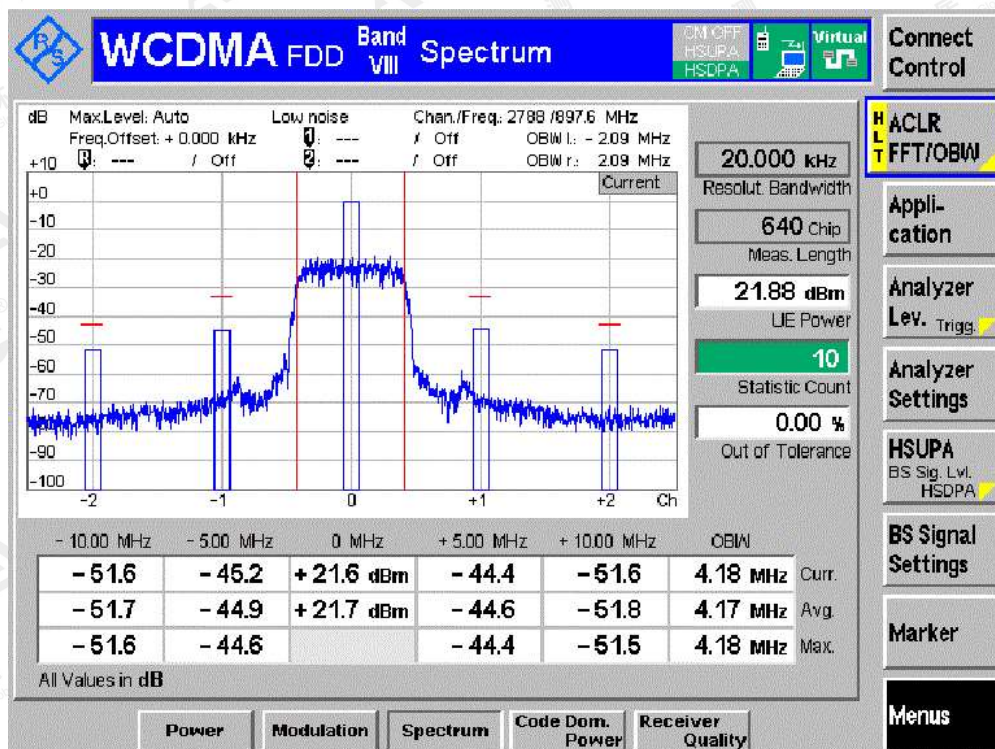 R&S
WCDMA FDD Band VIII Spectrum
CM OFF
HSUPA
HSDPA
Virtual
Connect
Control
dB Max.Level: Auto Low noise Chan./Freq.: 2788 /897.6 MHz
Freq.Offset: + 0.000 kHz 1: --- / Off OBW l.: - 2.09 MHz
R: --- / Off 2: --- / Off OBW r.: 2.09 MHz
Current
+10
+0
-10
-20
-30
-40
-50
-60
-70
-90
-100
-2 -1 0 +1 +2 Ch
20.000 kHz
Resolut. Bandwidth
640 Chip
Meas. Length
21.88 dBm
UE Power
10
Statistic Count
0.00 %
Out of Tolerance
HLT
ACLR
FFT/OBW
Appli-
cation
Analyzer
Lev. Trigg.
Analyzer
Settings
HSUPA
BS Sig. Lvl.
HSDPA
BS Signal
Settings
Marker
Menus
- 10.00 MHz - 5.00 MHz 0 MHz + 5.00 MHz + 10.00 MHz OBW
- 51.6 - 45.2 + 21.6 dBm - 44.4 - 51.6 4.18 MHz Curr.
- 51.7 - 44.9 + 21.7 dBm - 44.6 - 51.8 4.17 MHz Avg.
- 51.6 - 44.6 - 44.4 - 51.5 4.18 MHz Max.
All Values in dB
Power
Modulation
Spectrum
Code Dom.
Power
Receiver
Quality